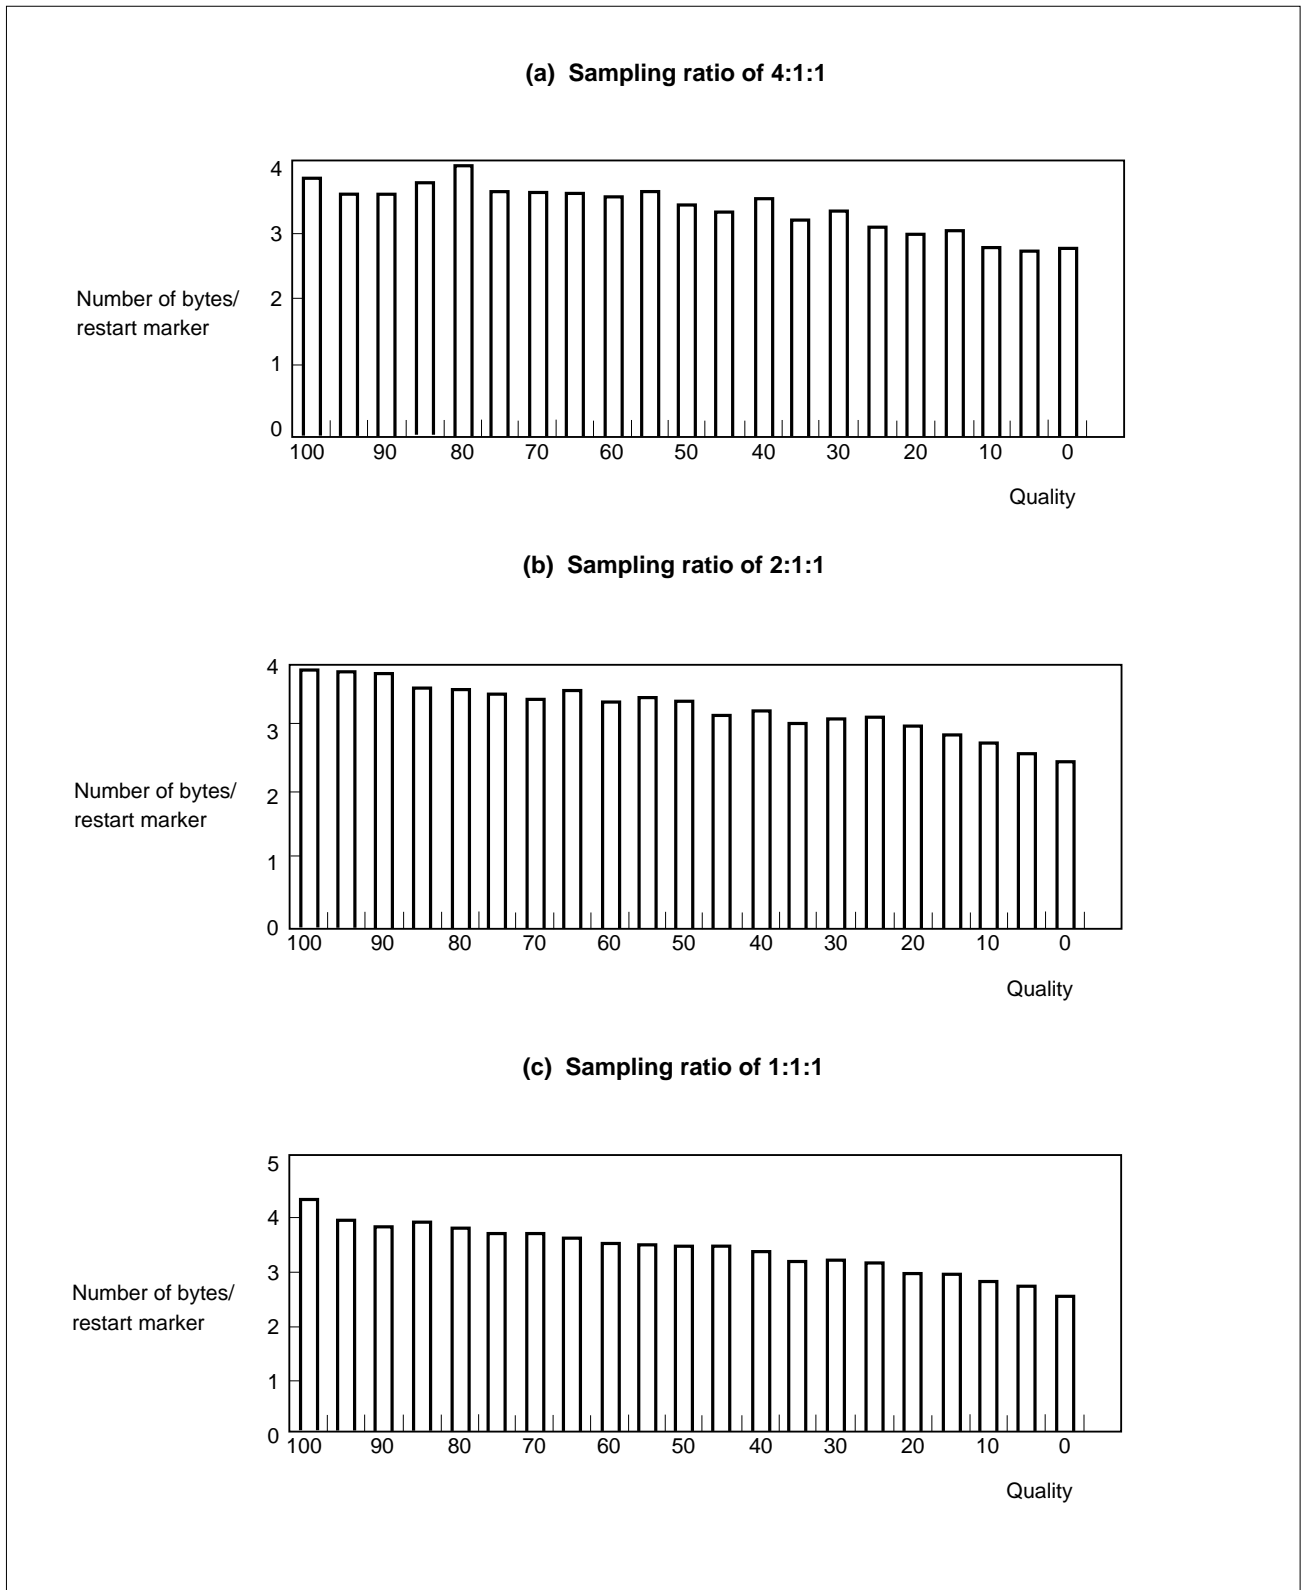 (a) Sampling ratio of 4:1:1
4
3
Number of bytes/
restart marker
2
1
0
100 90 80 70 60 50 40 30 20 10 0
Quality
(b) Sampling ratio of 2:1:1
4
3
Number of bytes/
restart marker
2
1
0
100 90 80 70 60 50 40 30 20 10 0
Quality
(c) Sampling ratio of 1:1:1
5
4
3
Number of bytes/
restart marker
2
1
0
100 90 80 70 60 50 40 30 20 10 0
Quality